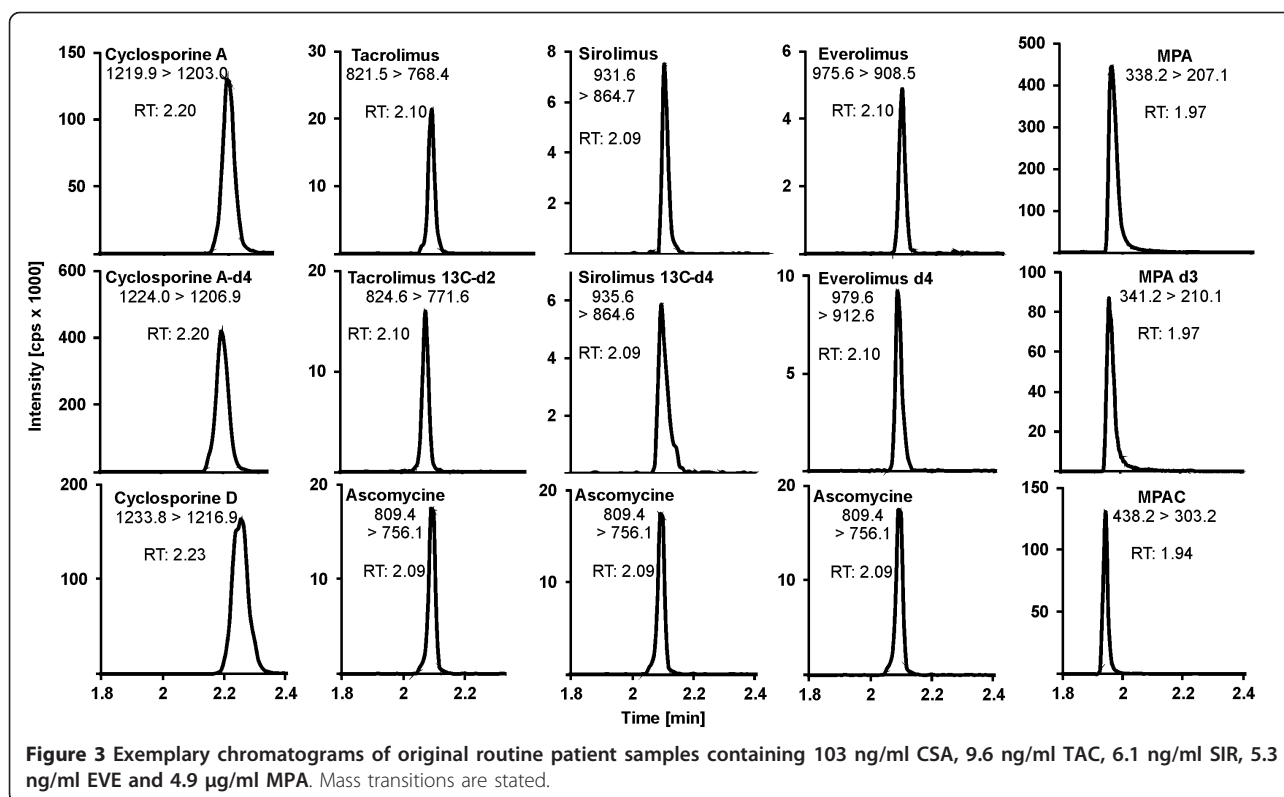 Cyclosporine A
1219.9 > 1203.0
RT: 2.20
150
100
50
Tacrolimus
821.5 > 768.4
RT: 2.10
30
20
10
Sirolimus
931.6
> 864.7
RT: 2.09
8
6
4
2
Everolimus
975.6 > 908.5
RT: 2.10
6
4
2
MPA
338.2 > 207.1
RT: 1.97
500
400
300
200
100
Cyclosporine A-d4
1224.0 > 1206.9
RT: 2.20
600
400
200
Tacrolimus 13C-d2
824.6 > 771.6
RT: 2.10
20
10
Sirolimus 13C-d4
935.6
> 864.6
RT: 2.09
8
6
4
2
Everolimus d4
979.6
> 912.6
RT: 2.10
10
5
MPA d3
341.2 > 210.1
RT: 1.97
100
80
60
40
20
Intensity [cps x 1000]
Cyclosporine D
1233.8 > 1216.9
RT: 2.23
200
100
1.8 2 2.2 2.4
Ascomycine
809.4
> 756.1
RT: 2.09
20
10
1.8 2 2.2
Ascomycine
809.4
> 756.1
RT: 2.09
20
10
1.8 2 2.2 2.4
Ascomycine
809.4
> 756.1
RT: 2.09
20
10
1.8 2 2.2 2.4
MPAC
438.2 > 303.2
RT: 1.94
150
100
50
1.8 2 2.2 2.4
Time [min]
Figure 3 Exemplary chromatograms of original routine patient samples containing 103 ng/ml CSA, 9.6 ng/ml TAC, 6.1 ng/ml SIR, 5.3
ng/ml EVE and 4.9 μg/ml MPA. Mass transitions are stated.